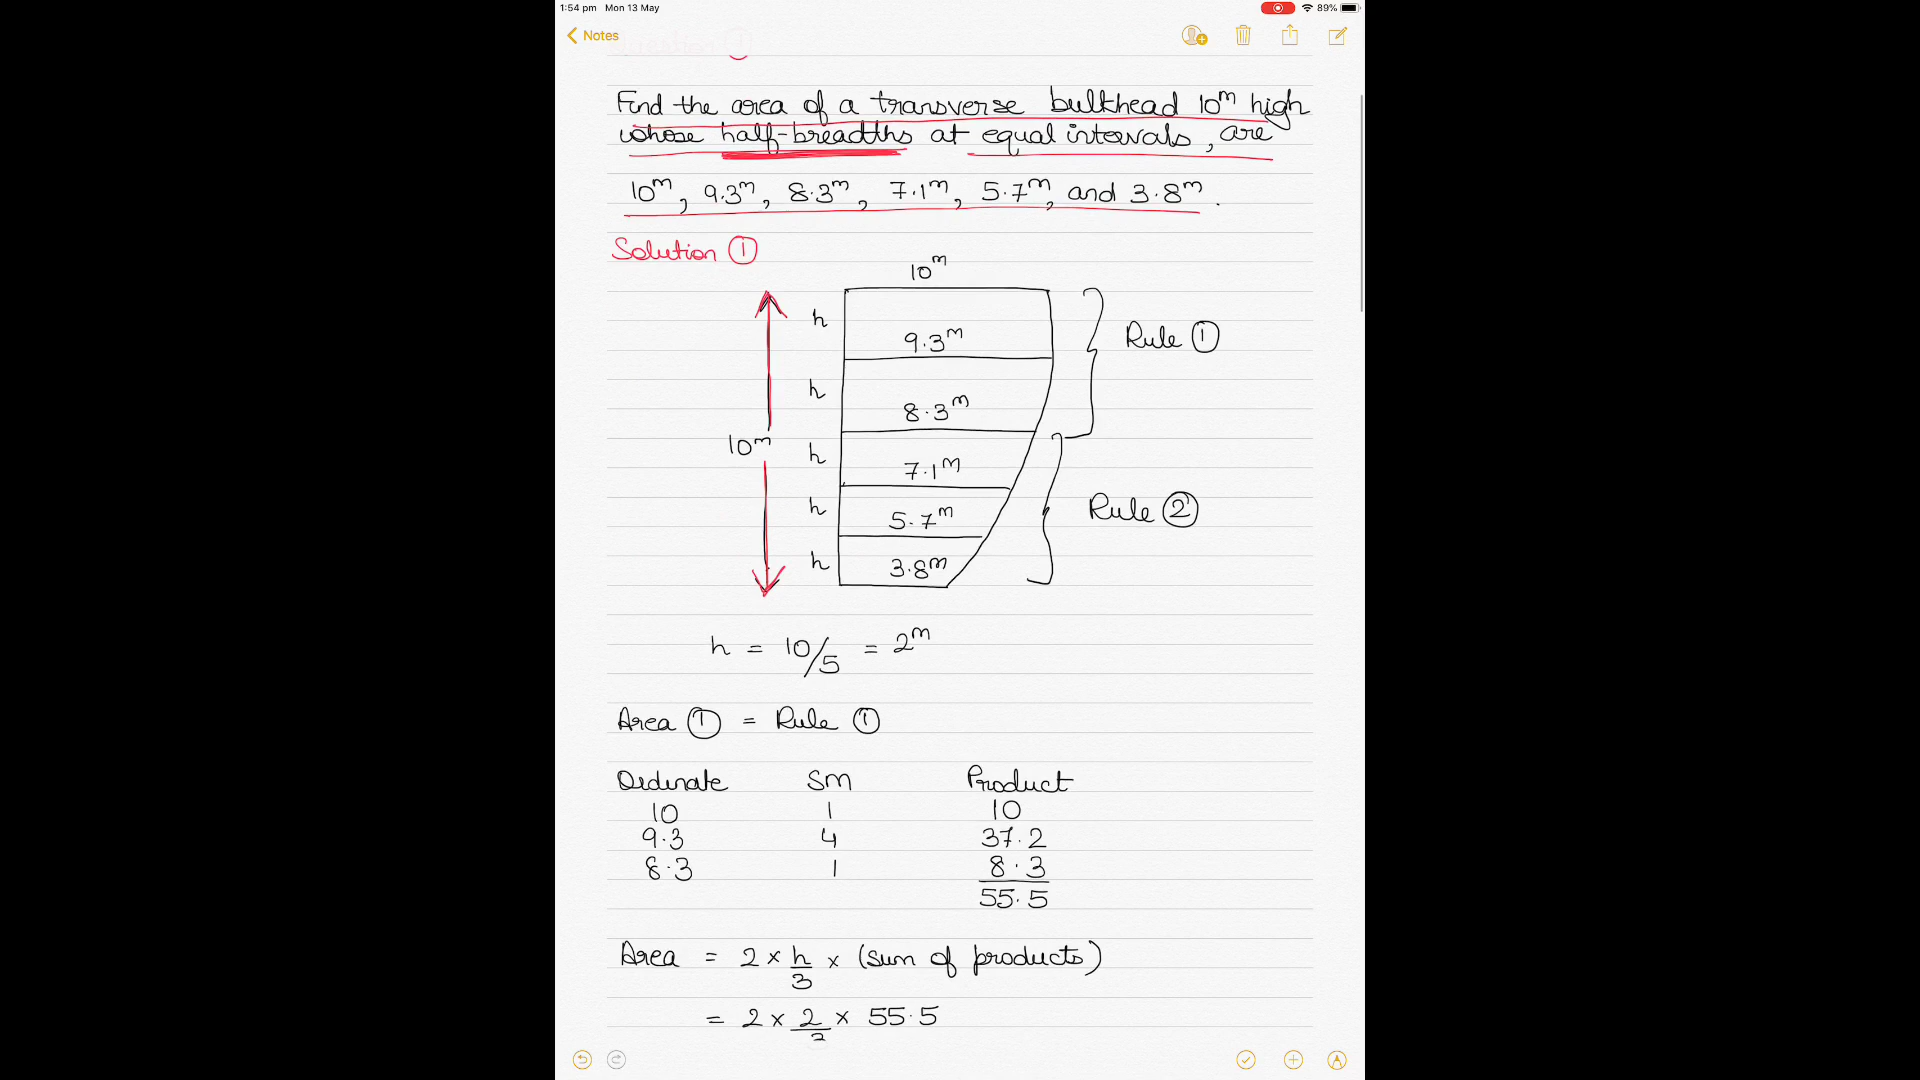 1:54 pm Mon 13 May
89%
Notes
Find the area of a transverse bulkhead 10m high
whose half-breadths at equal intervals, are
10m, 9.3m, 8.3m, 7.1m, 5.7m, and 3.8m.
Solution ①
10m
h
9.3m
Rule ①
h
8.3m
10m
h
7.1m
h
5.7m
Rule ②
h
3.8m
h = 10/5 = 2m
Area ① = Rule ①
Ordinate SM Product
10 1 10
9.3 4 37.2
8.3 1 8.3
55.5
Area = 2 × h/3 × (sum of products)
= 2 × 2/3 × 55.5